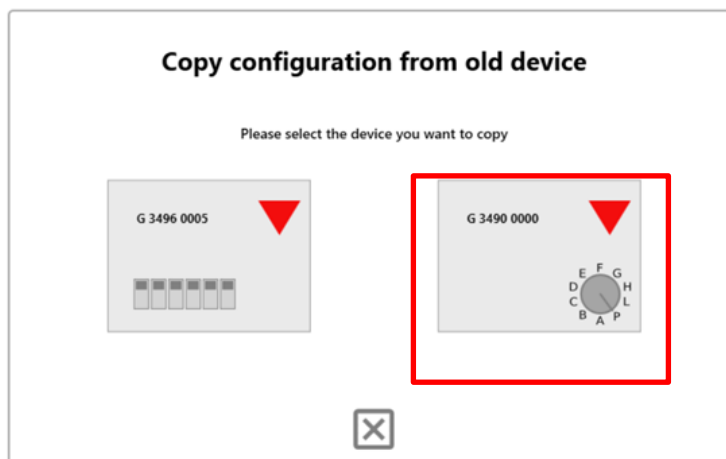 Copy configuration from old device
Please select the device you want to copy
G 3496 0005
G 3490 0000
E F G
D H
C L
B A P